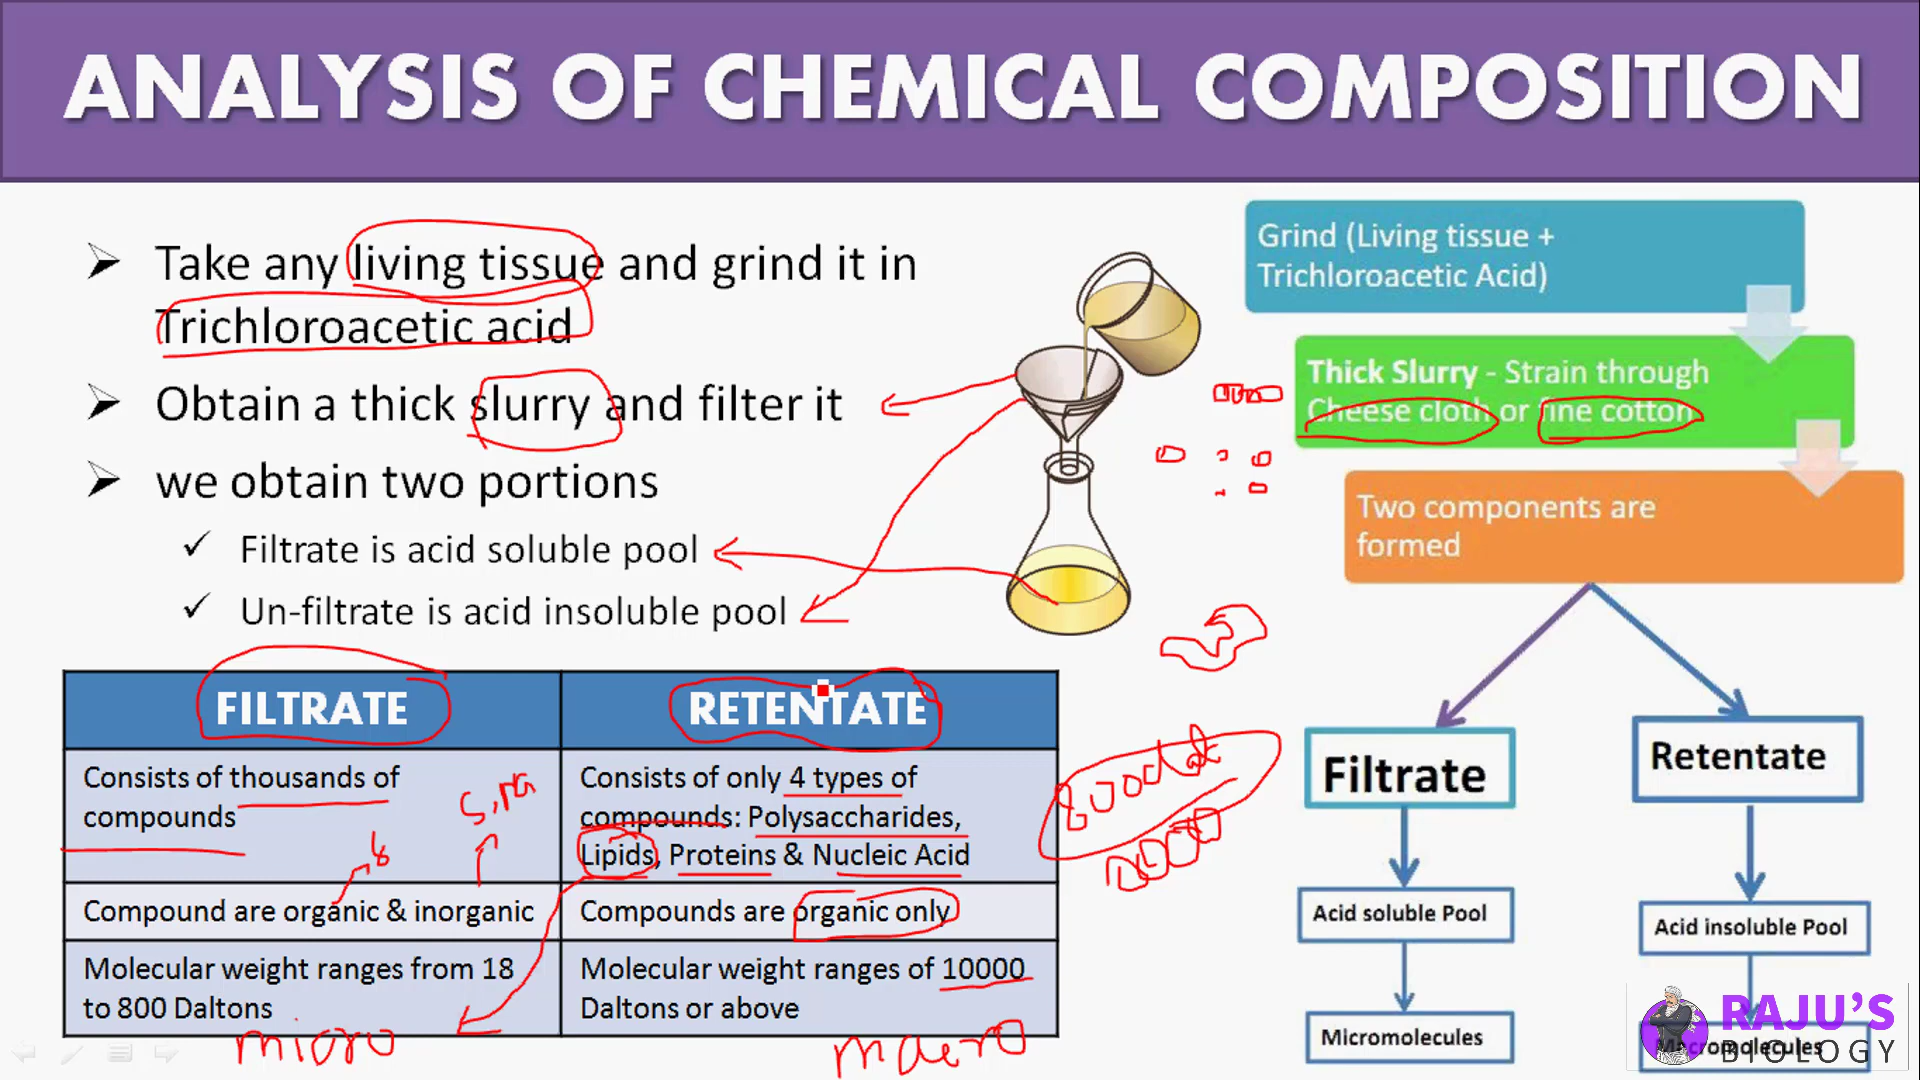 ANALYSIS OF CHEMICAL COMPOSITION
Take any living tissue and grind it in
Trichloroacetic acid
Obtain a thick slurry and filter it
we obtain two portions
Filtrate is acid soluble pool
Un-filtrate is acid insoluble pool
FILTRATE
RETENTATE
Consists of thousands of
compounds
Consists of only 4 types of
compounds: Polysaccharides,
Lipids, Proteins & Nucleic Acid
Compound are organic & inorganic
Compounds are organic only
Molecular weight ranges from 18
to 800 Daltons
Molecular weight ranges of 10000
Daltons or above
micro
macro
Grind (Living tissue +
Trichloroacetic Acid)
Thick Slurry - Strain through
Cheese cloth or fine cotton
Two components are
formed
Filtrate
Retentate
Acid soluble Pool
Acid insoluble Pool
Micromolecules
Macromolecules
RAJU'S
BIOLOGY